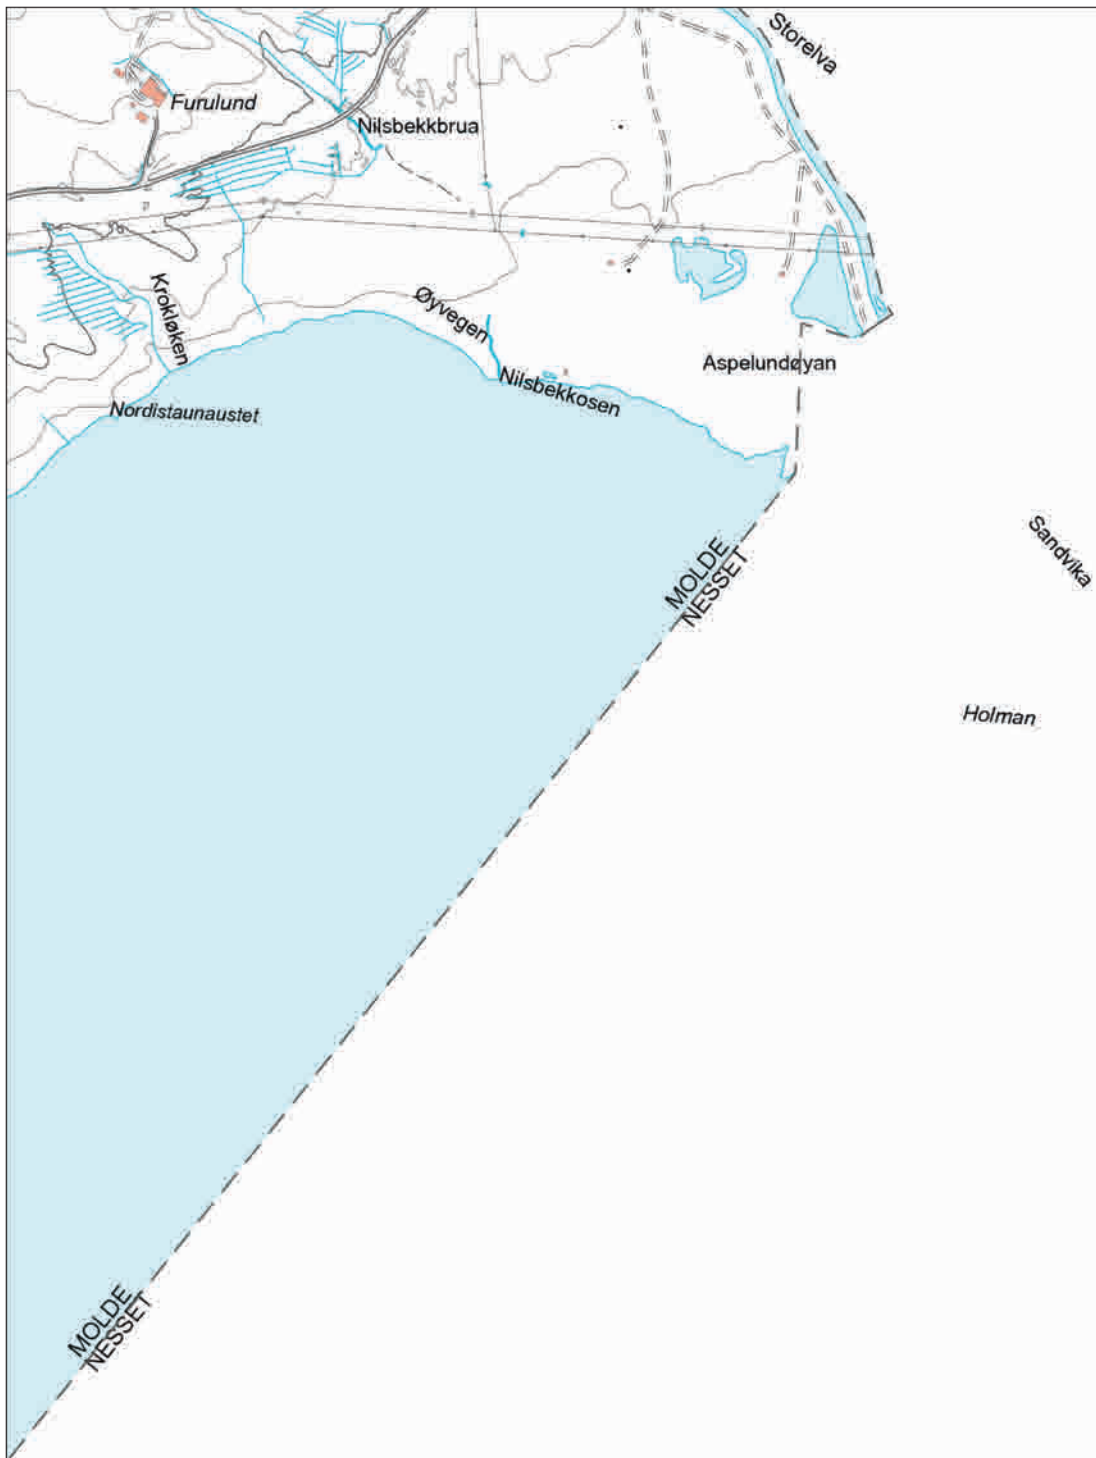 Storelva
Furulund
Nilsbekkbrua
Krokløken
Øyvegen
Aspelundøyan
Nilsbekkosen
Nordistaunaustet
Sandvika
MOLDE
NESSET
Holman
MOLDE
NESSET